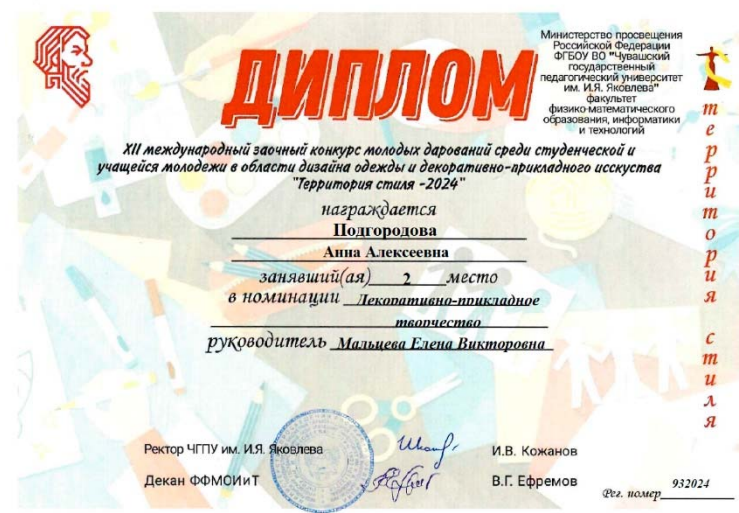 Министерство просвещения
Российской Федерации
ФГБОУ ВО "Чувашский
государственный
педагогический университет
им. И.Я. Яковлева"
факультет
физико-математического
образования, информатики
и технологий
ДИПЛОМ
XII международный заочный конкурс молодых дарований среди студенческой и
учащейся молодежи в области дизайна одежды и декоративно-прикладного исскуства
"Территория стиля -2024"
награждается
Подгородова
Анна Алексеевна
занявший(ая) 2 место
в номинации Декоративно-прикладное
творчество
руководитель Мальцева Елена Викторовна
территория стиля
Ректор ЧГПУ им. И.Я. Яковлева И.В. Кожанов
Декан ФФМОИиТ В.Г. Ефремов
Рег. номер 932024